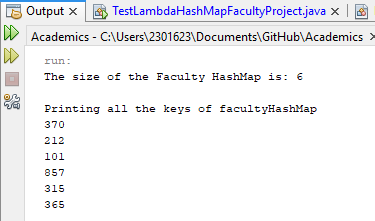 Output
TestLambdaHashMapFacultyProject.java
Academics - C:\Users\2301623\Documents\GitHub\Academics
run:
The size of the Faculty HashMap is: 6
Printing all the keys of facultyHashMap
370
212
101
857
315
365